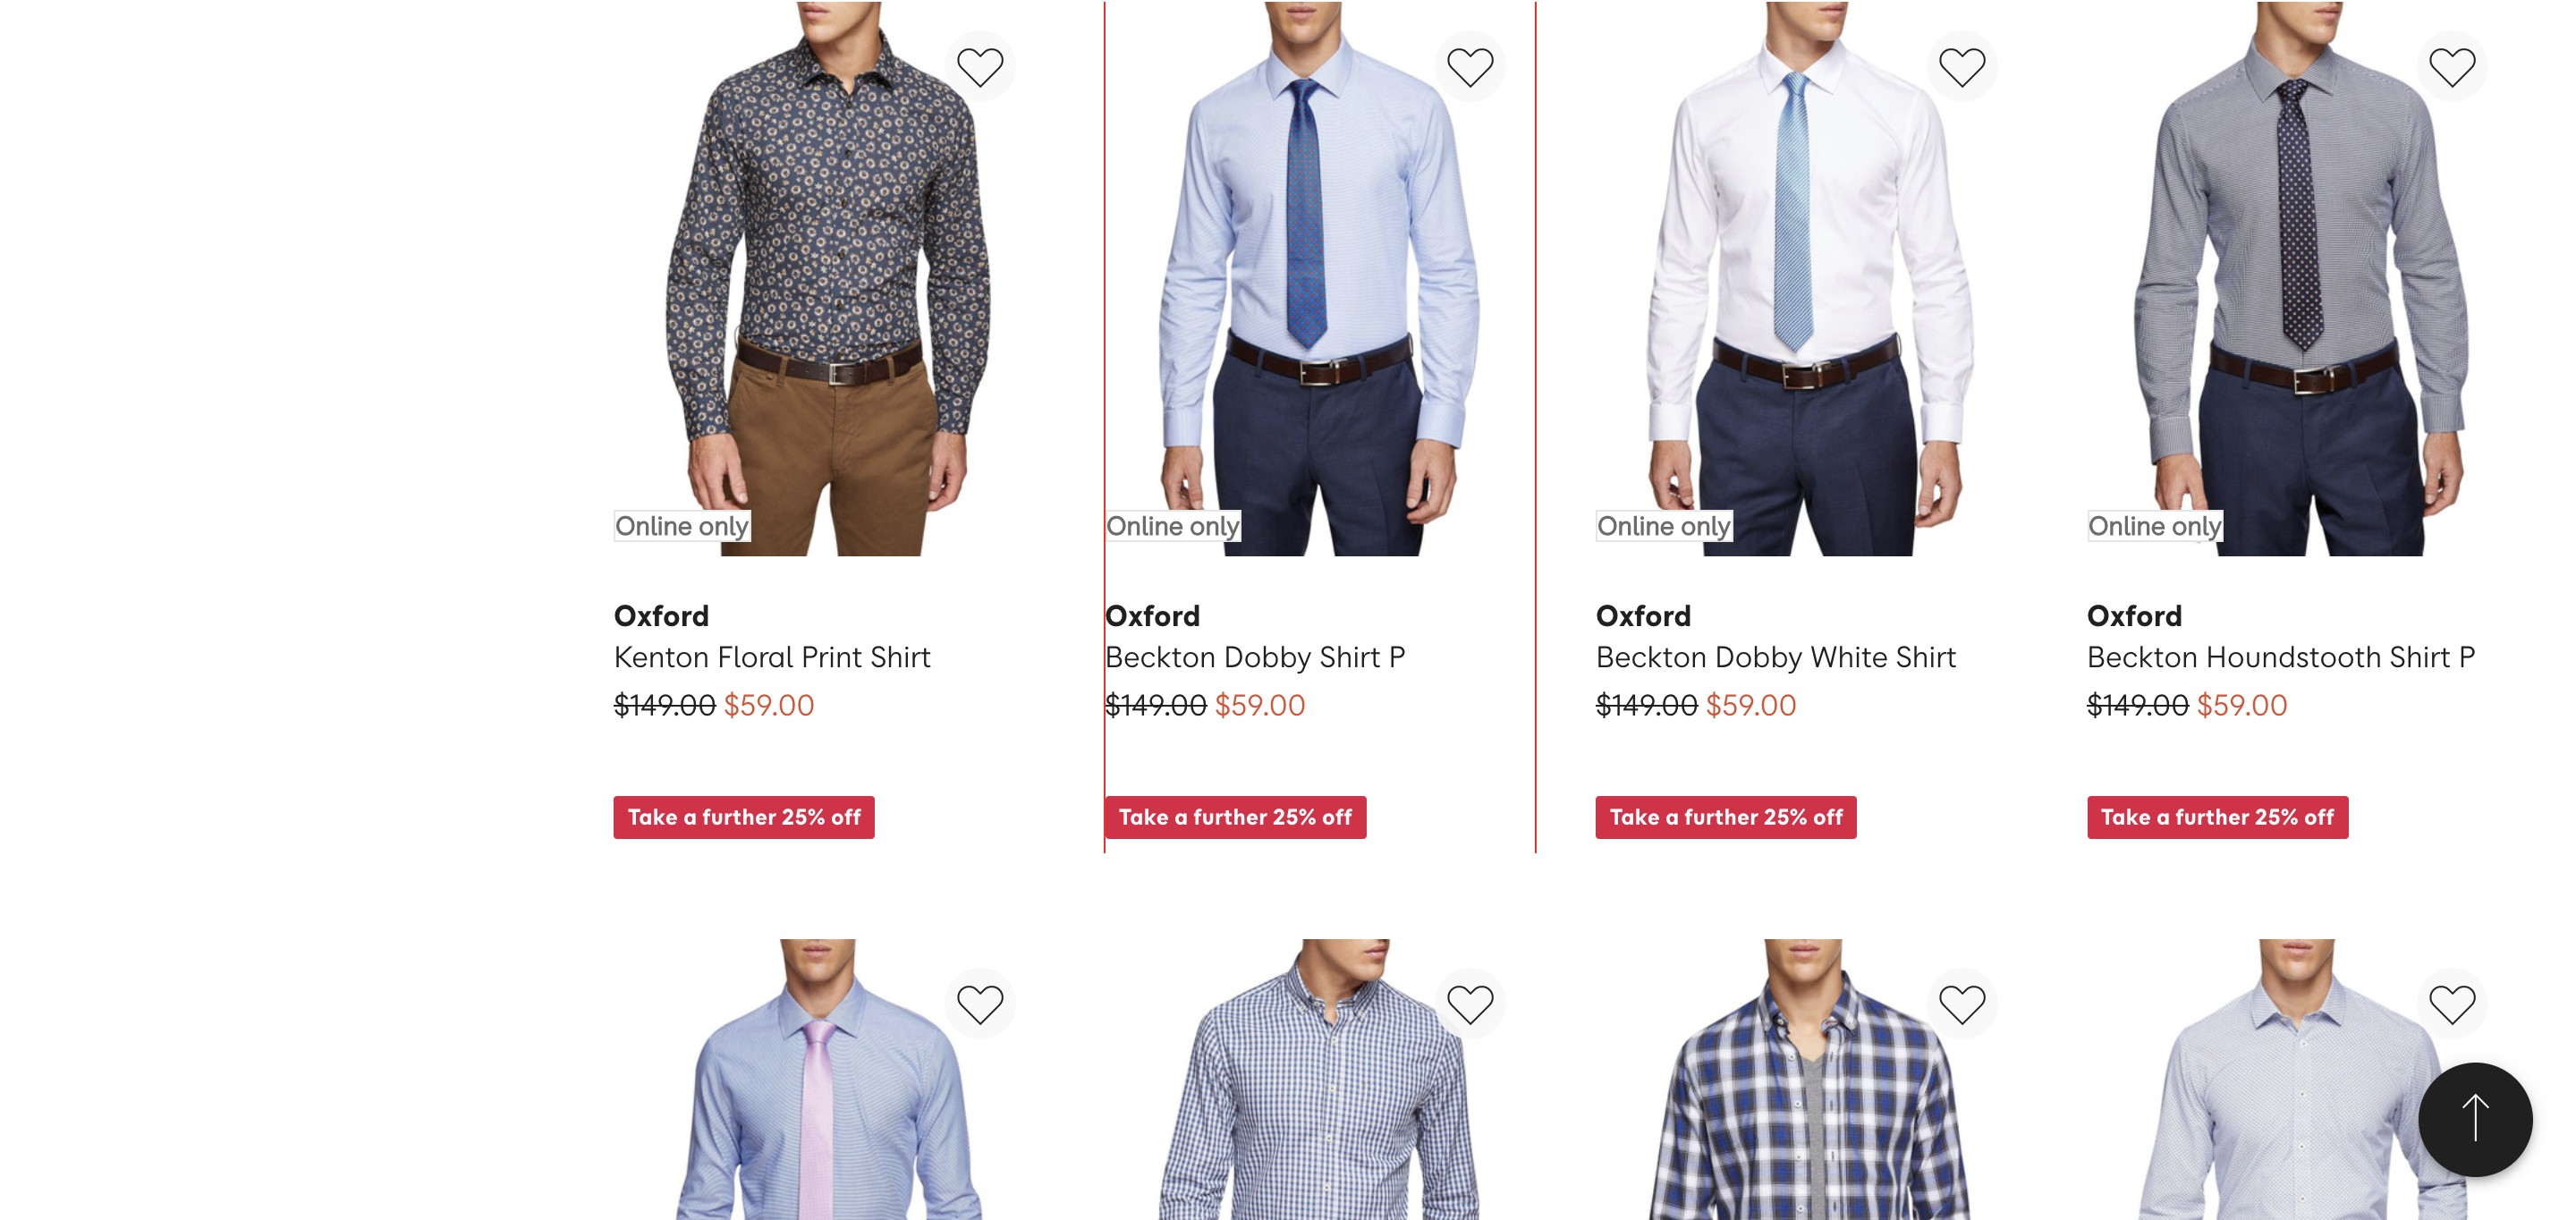 Online only
Online only
Online only
Online only
Oxford
Kenton Floral Print Shirt
$149.00 $59.00
Take a further 25% off
Oxford
Beckton Dobby Shirt P
$149.00 $59.00
Take a further 25% off
Oxford
Beckton Dobby White Shirt
$149.00 $59.00
Take a further 25% off
Oxford
Beckton Houndstooth Shirt P
$149.00 $59.00
Take a further 25% off